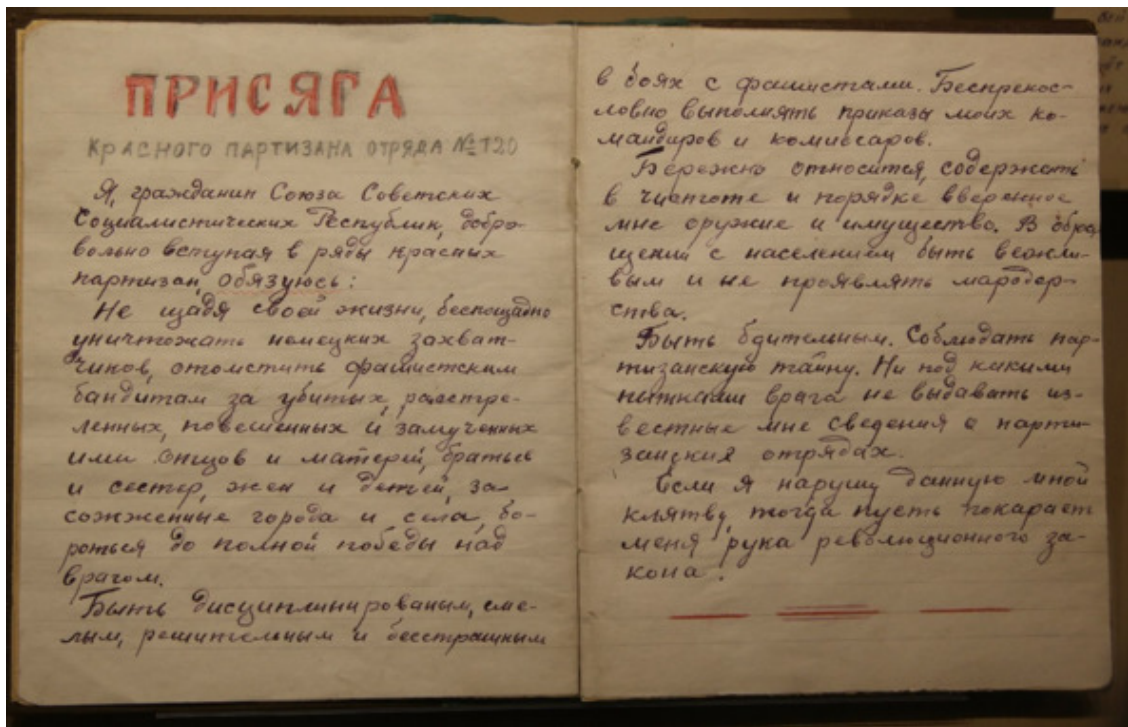 ПРИСЯГА
КРАСНОГО ПАРТИЗАНА ОТРЯДА № 120
Я, гражданин Союза Советских
Социалистических Республик, добро-
вольно вступая в ряды красных
партизан, обязуюсь:
Не щадя своей жизни, беспощадно
уничтожать немецких захват-
чиков, отомстить фашистским
бандитам за убитых, расстре-
ленных, повешенных и замученных
ими отцов и матерей, братьев
и сестер, жен и детей, за
сожженные города и села, бо-
роться до полной победы над
врагом.
Быть дисциплинированым, сме-
лым, решительным и бесстрашным
в боях с фашистами. Беспрекос-
ловно выполнять приказы моих ко-
мандиров и комиссаров.
Бережно относится, содержать
в чистоте и порядке вверенное
мне оружие и имущество. В обра-
щении с населением быть вежли-
вым и не проявлять мародер-
ства.
Быть бдительным. Соблюдать пар-
тизанскую тайну. Ни под какими
пытками врага не выдавать из-
вестные мне сведения о парти-
занских отрядах.
Если я нарушу данную мной
клятву, тогда пусть покарает
меня рука революционного за-
кона.